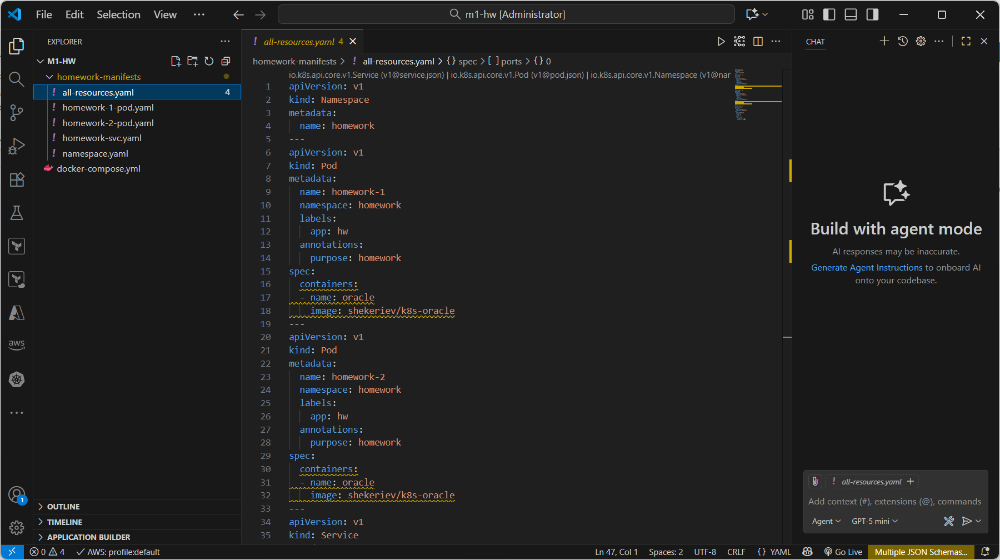 File Edit Selection View ···
m1-hw [Administrator]
EXPLORER
M1-HW
homework-manifests
! all-resources.yaml 4
! homework-1-pod.yaml
! homework-2-pod.yaml
! homework-svc.yaml
! namespace.yaml
docker-compose.yml
aws
1
OUTLINE
TIMELINE
APPLICATION BUILDER
! all-resources.yaml 4
homework-manifests > ! all-resources.yaml > {} spec > [ ] ports > {} 0
io.k8s.api.core.v1.Service (v1@service.json) | io.k8s.api.core.v1.Pod (v1@pod.json) | io.k8s.api.core.v1.Namespace (v1@nar
1 apiVersion: v1
2 kind: Namespace
3 metadata:
4   name: homework
5 ---
6 apiVersion: v1
7 kind: Pod
8 metadata:
9   name: homework-1
10   namespace: homework
11   labels:
12     app: hw
13   annotations:
14     purpose: homework
15 spec:
16   containers:
17   - name: oracle
18     image: shekeriev/k8s-oracle
19 ---
20 apiVersion: v1
21 kind: Pod
22 metadata:
23   name: homework-2
24   namespace: homework
25   labels:
26     app: hw
27   annotations:
28     purpose: homework
29 spec:
30   containers:
31   - name: oracle
32     image: shekeriev/k8s-oracle
33 ---
34 apiVersion: v1
35 kind: Service
CHAT
Build with agent mode
AI responses may be inaccurate.
Generate Agent Instructions to onboard AI
onto your codebase.
! all-resources.yaml +
Add context (#), extensions (@), commands
Agent GPT-5 mini
0 4 AWS: profile:default
Ln 47, Col 1 Spaces: 2 UTF-8 CRLF {} YAML Go Live Multiple JSON Schemas...